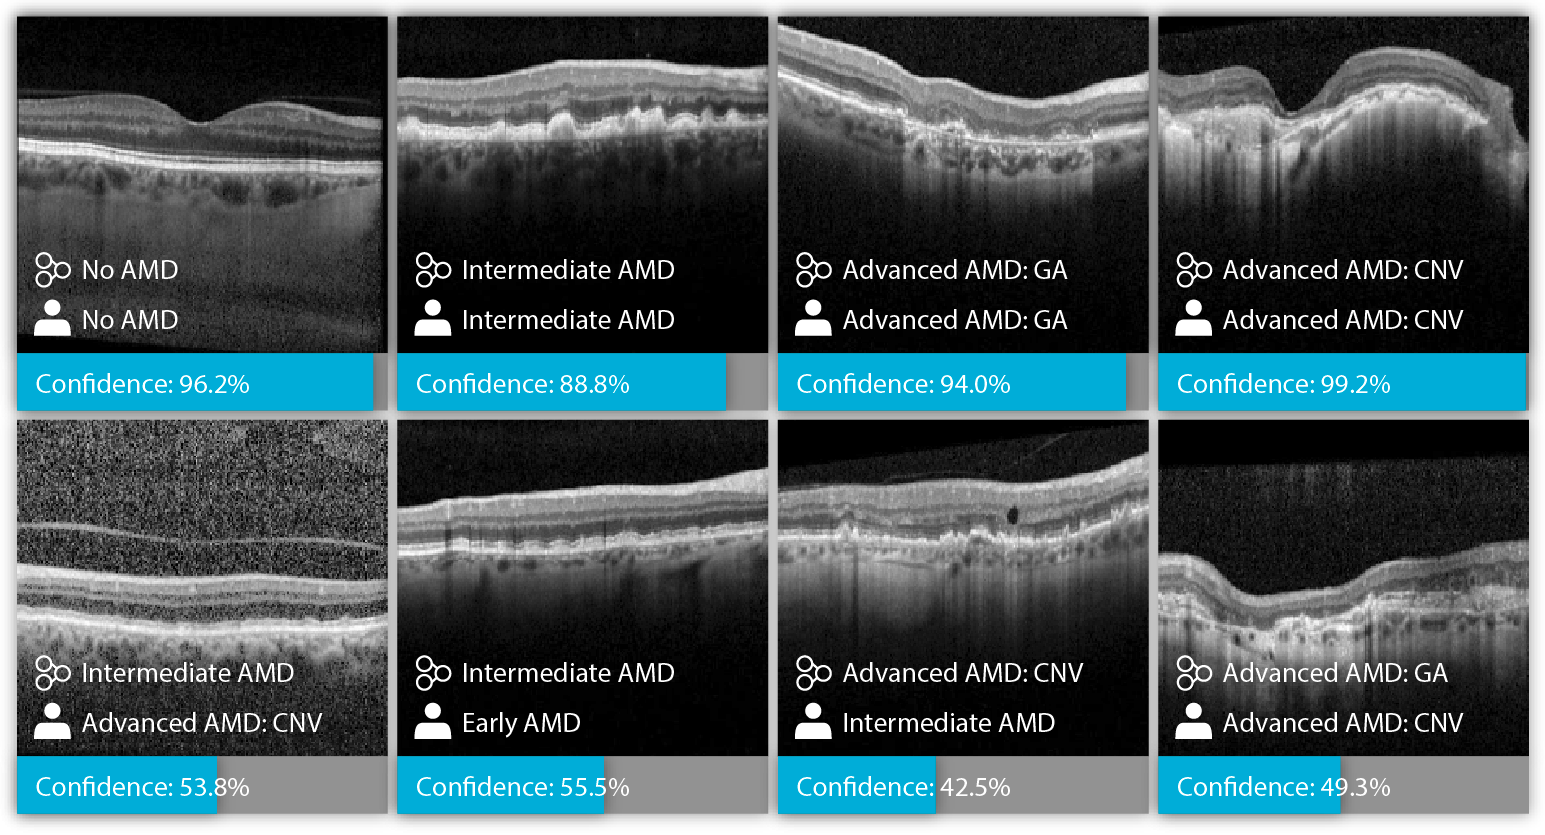 No AMD
No AMD
Confidence: 96.2%
Intermediate AMD
Intermediate AMD
Confidence: 88.8%
Advanced AMD: GA
Advanced AMD: GA
Confidence: 94.0%
Advanced AMD: CNV
Advanced AMD: CNV
Confidence: 99.2%
Intermediate AMD
Advanced AMD: CNV
Confidence: 53.8%
Intermediate AMD
Early AMD
Confidence: 55.5%
Advanced AMD: CNV
Intermediate AMD
Confidence: 42.5%
Advanced AMD: GA
Advanced AMD: CNV
Confidence: 49.3%